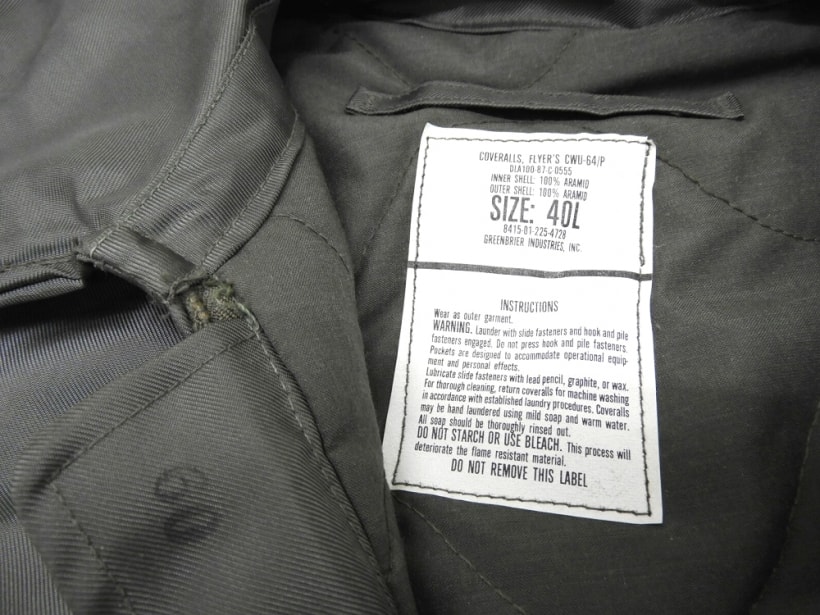 COVERALLS, FLYER'S CWU-64/P
DLA100-87-C-0555
INNER SHELL: 100% ARAMID
OUTER SHELL: 100% ARAMID
SIZE: 40L
8415-01-225-4728
GREENBRIER INDUSTRIES, INC.
INSTRUCTIONS
Wear as outer garment.
WARNING. Launder with slide fasteners and hook and pile
fasteners engaged. Do not press hook and pile fasteners.
Pockets are designed to accommodate operational equip-
ment and personal effects.
Lubricate slide fasteners with lead pencil, graphite, or wax.
For thorough cleaning, return coveralls for machine washing
in accordance with established laundry procedures. Coveralls
may be hand laundered using mild soap and warm water.
All soap should be thoroughly rinsed out.
DO NOT STARCH OR USE BLEACH. This process will
deteriorate the flame resistant material.
DO NOT REMOVE THIS LABEL